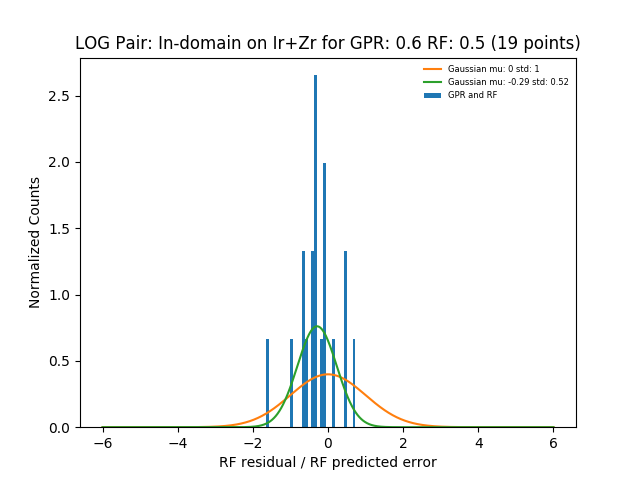 LOG Pair: In-domain on Ir+Zr for GPR: 0.6 RF: 0.5 (19 points)
Gaussian mu: 0 std: 1
Gaussian mu: -0.29 std: 0.52
GPR and RF
Normalized Counts
2.5
2.0
1.5
1.0
0.5
0.0
−6 −4 −2 0 2 4 6
RF residual / RF predicted error